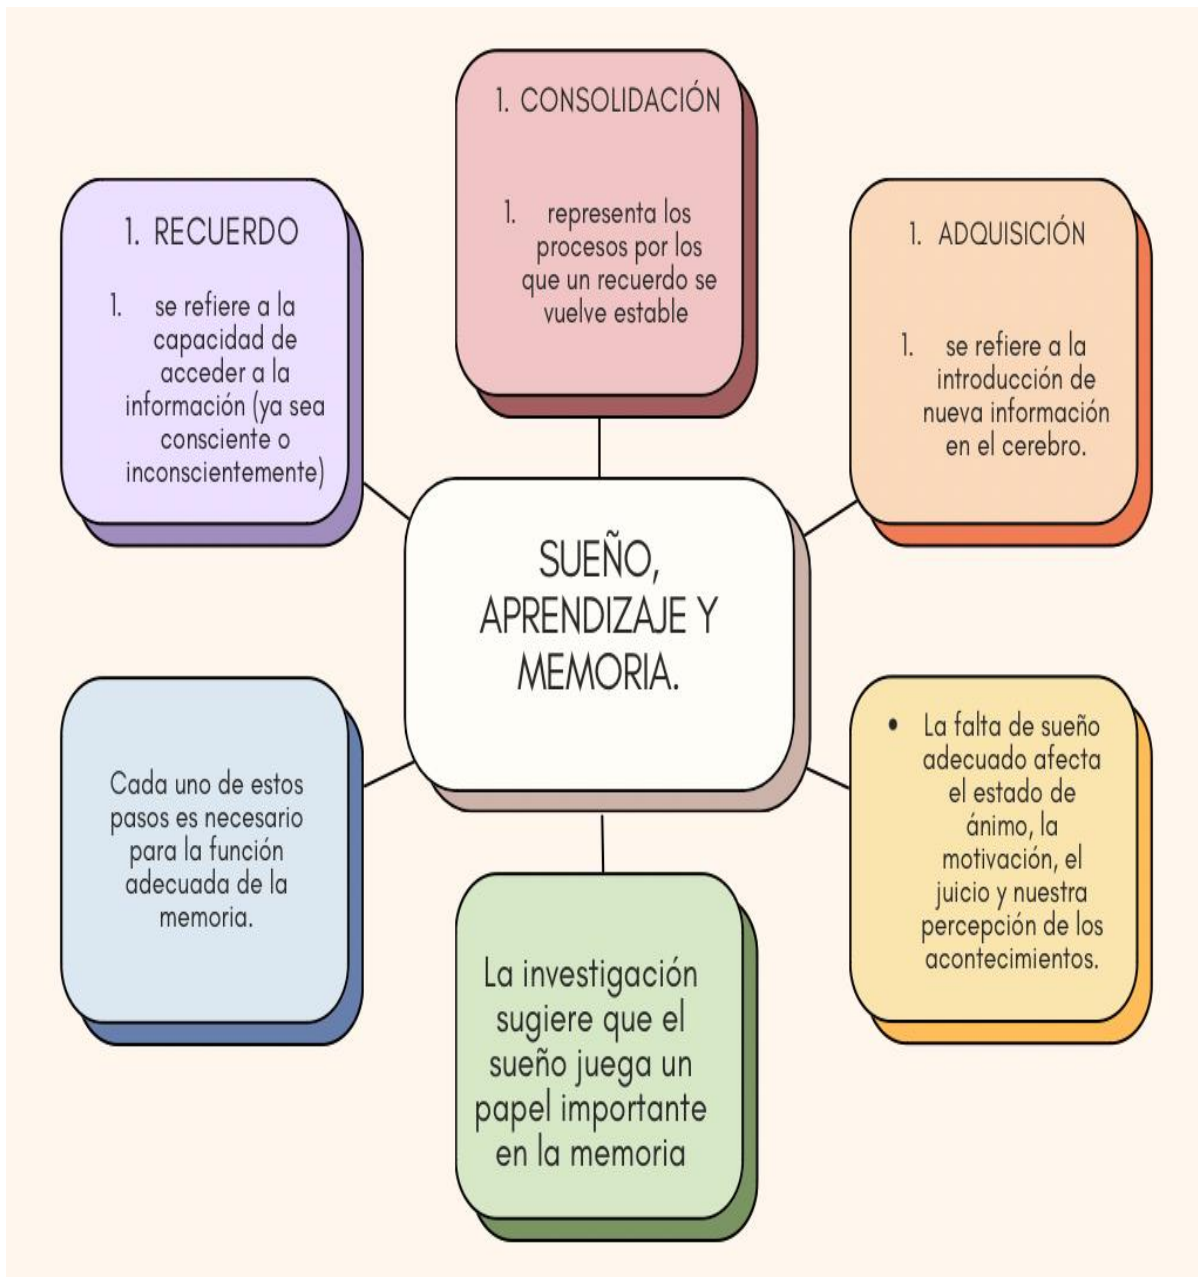 1. CONSOLIDACIÓN
1. representa los
procesos por los
que un recuerdo se
vuelve estable
1. RECUERDO
1. se refiere a la
capacidad de
acceder a la
información (ya sea
consciente o
inconscientemente)
1. ADQUISICIÓN
1. se refiere a la
introducción de
nueva información
en el cerebro.
SUEÑO,
APRENDIZAJE Y
MEMORIA.
Cada uno de estos
pasos es necesario
para la función
adecuada de la
memoria.
• La falta de sueño
adecuado afecta
el estado de
ánimo, la
motivación, el
juicio y nuestra
percepción de los
acontecimientos.
La investigación
sugiere que el
sueño juega un
papel importante
en la memoria